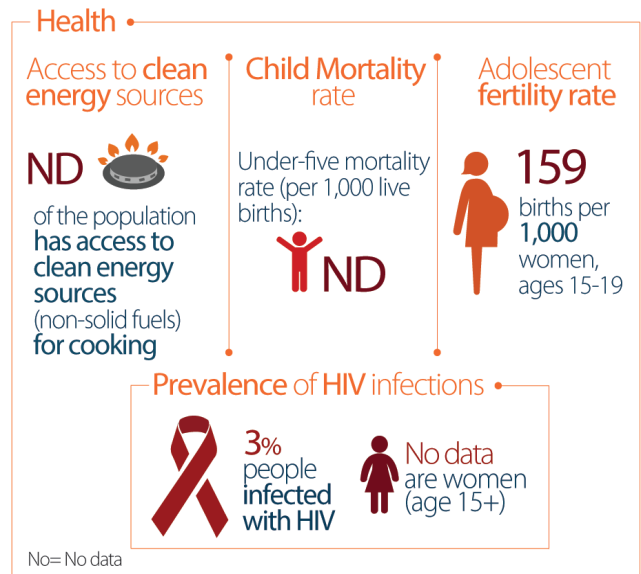 Health
Access to clean
energy sources
ND
of the population
has access to
clean energy
sources
(non-solid fuels)
for cooking
Child Mortality
rate
Under-five mortality
rate (per 1,000 live
births):
ND
Adolescent
fertility rate
159
births per
1,000
women,
ages 15-19
Prevalence of HIV infections
3%
people
infected
with HIV
No data
are women
(age 15+)
No= No data